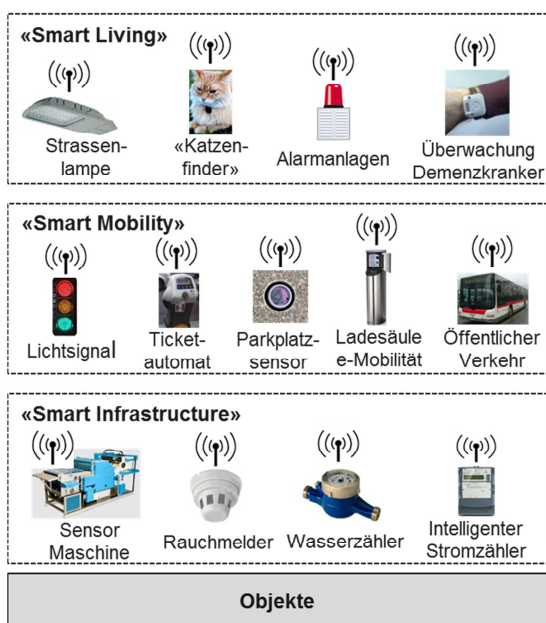 «Smart Living»
Strassen-
lampe
«Katzen-
finder»
Alarmanlagen
Überwachung
Demenzkranker
«Smart Mobility»
Lichtsignal
Ticket-
automat
Parkplatz-
sensor
Ladesäule
e-Mobilität
Öffentlicher
Verkehr
«Smart Infrastructure»
Sensor
Maschine
Rauchmelder
Wasserzähler
Intelligenter
Stromzähler
Objekte